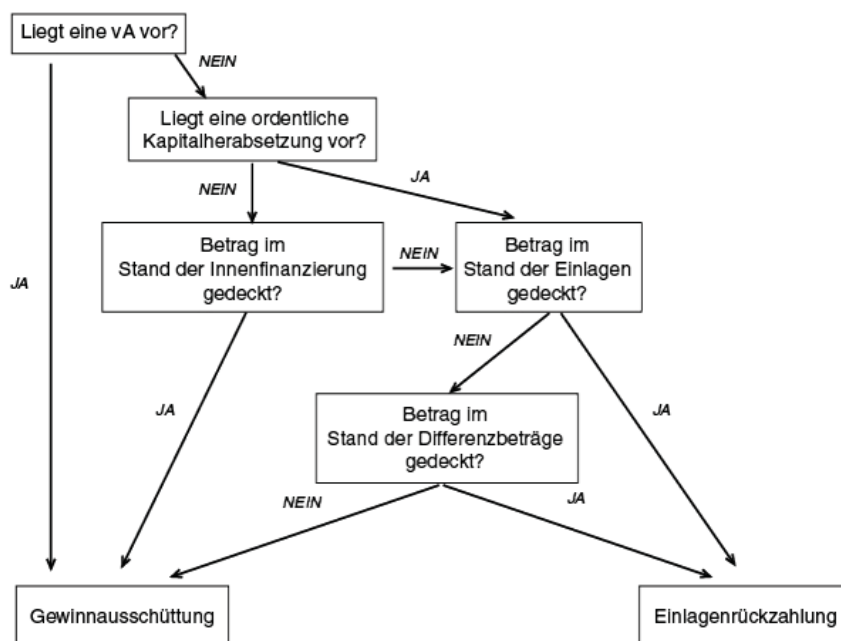 Liegt eine vA vor?
NEIN
Liegt eine ordentliche
Kapitalherabsetzung vor?
NEIN
JA
Betrag im
Stand der Innenfinanzierung
gedeckt?
NEIN
Betrag im
Stand der Einlagen
gedeckt?
JA
NEIN
JA
Betrag im
Stand der Differenzbeträge
gedeckt?
JA
NEIN
JA
Gewinnausschüttung
Einlagenrückzahlung